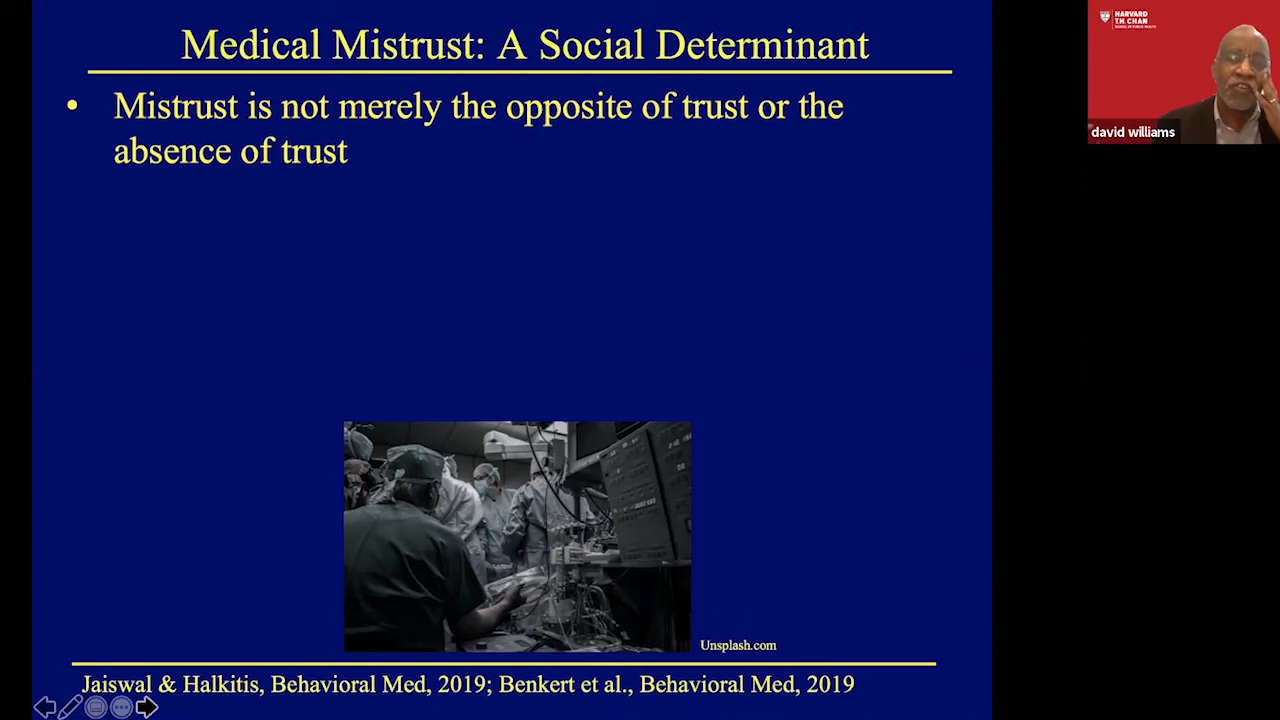 Medical Mistrust: A Social Determinant
• Mistrust is not merely the opposite of trust or the
absence of trust
Unsplash.com
Jaiswal & Halkitis, Behavioral Med, 2019; Benkert et al., Behavioral Med, 2019
HARVARD
T.H. CHAN
SCHOOL OF PUBLIC HEALTH
david williams